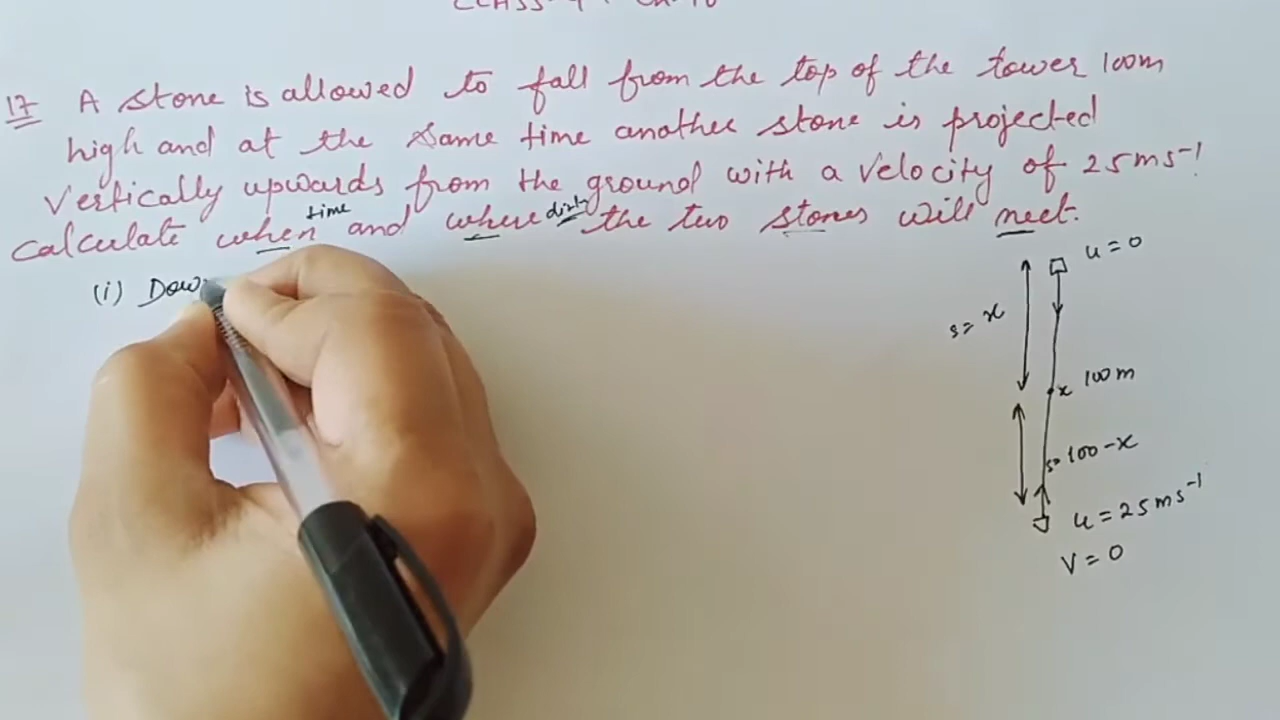 17 A stone is allowed to fall from the top of the tower 100m
high and at the same time another stone is projected
vertically upwards from the ground with a velocity of 25ms⁻¹.
time
Calculate when and where the two stones will meet.
(i) Dow
u=0
s= x
x 100m
s= 100-x
u=25ms⁻¹
V=0